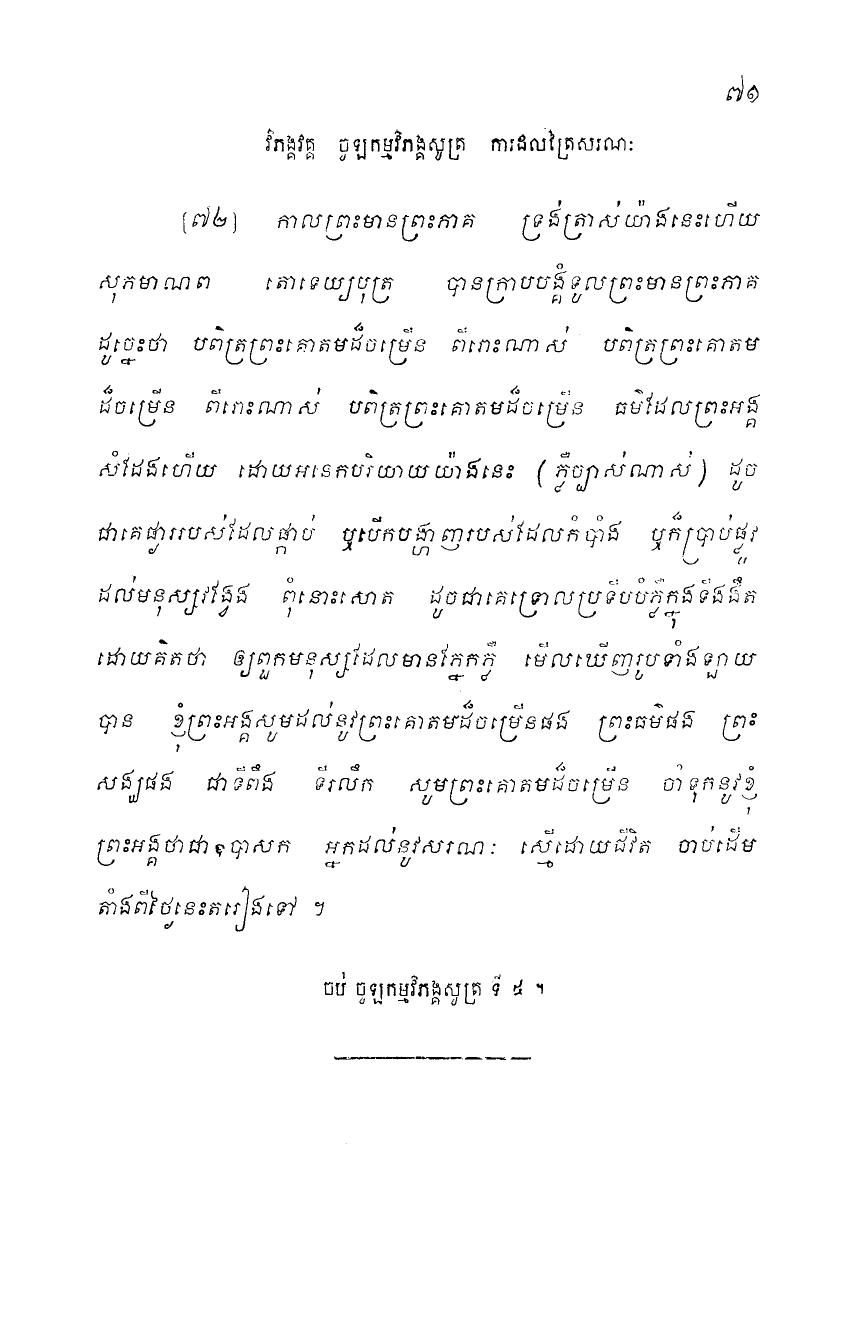 ៧១
វិភង្គវគ្គ ចូឡកម្មវិភង្គសូត្រ ការដល់ត្រៃសរណៈ
[៧២] កាលព្រះមានព្រះភាគ ទ្រង់ត្រាស់យ៉ាងនេះហើយ
សុភមាណព តោទេយ្យបុត្រ បានក្រាបបង្គំទូលព្រះមានព្រះភាគ
ដូច្នេះថា បពិត្រព្រះគោតមដ៏ចម្រើន ពីរោះណាស់ បពិត្រព្រះគោតម
ដ៏ចម្រើន ពីរោះណាស់ បពិត្រព្រះគោតមដ៏ចម្រើន ធម៌ដែលព្រះអង្គ
សំដែងហើយ ដោយអនេកបរិយាយយ៉ាងនេះ (ភ្លឺច្បាស់ណាស់) ដូច
ជាគេផ្ងាររបស់ដែលផ្កាប់ ឬបើកបង្ហាញរបស់ដែលកំបាំង ឬក៏ប្រាប់ផ្លូវ
ដល់មនុស្សវង្វែង ពុំនោះសោត ដូចជាគេទ្រោលប្រទីបបំភ្លឺក្នុងទីងងឹត
ដោយគិតថា ឲ្យពួកមនុស្សដែលមានភ្នែកភ្លឺ មើលឃើញរូបទាំងឡាយ
បាន ខ្ញុំព្រះអង្គសូមដល់នូវព្រះគោតមដ៏ចម្រើនផង ព្រះធម៌ផង ព្រះ
សង្ឃផង ជាទីពឹង ទីរលឹក សូមព្រះគោតមដ៏ចម្រើន ចាំទុកនូវខ្ញុំ
ព្រះអង្គថាជាឧបាសក អ្នកដល់នូវសរណៈ ស្មើដោយជីវិត ចាប់ដើម
តាំងពីថ្ងៃនេះតរៀងទៅ ។
ចប់ ចូឡកម្មវិភង្គសូត្រ ទី ៥ ។